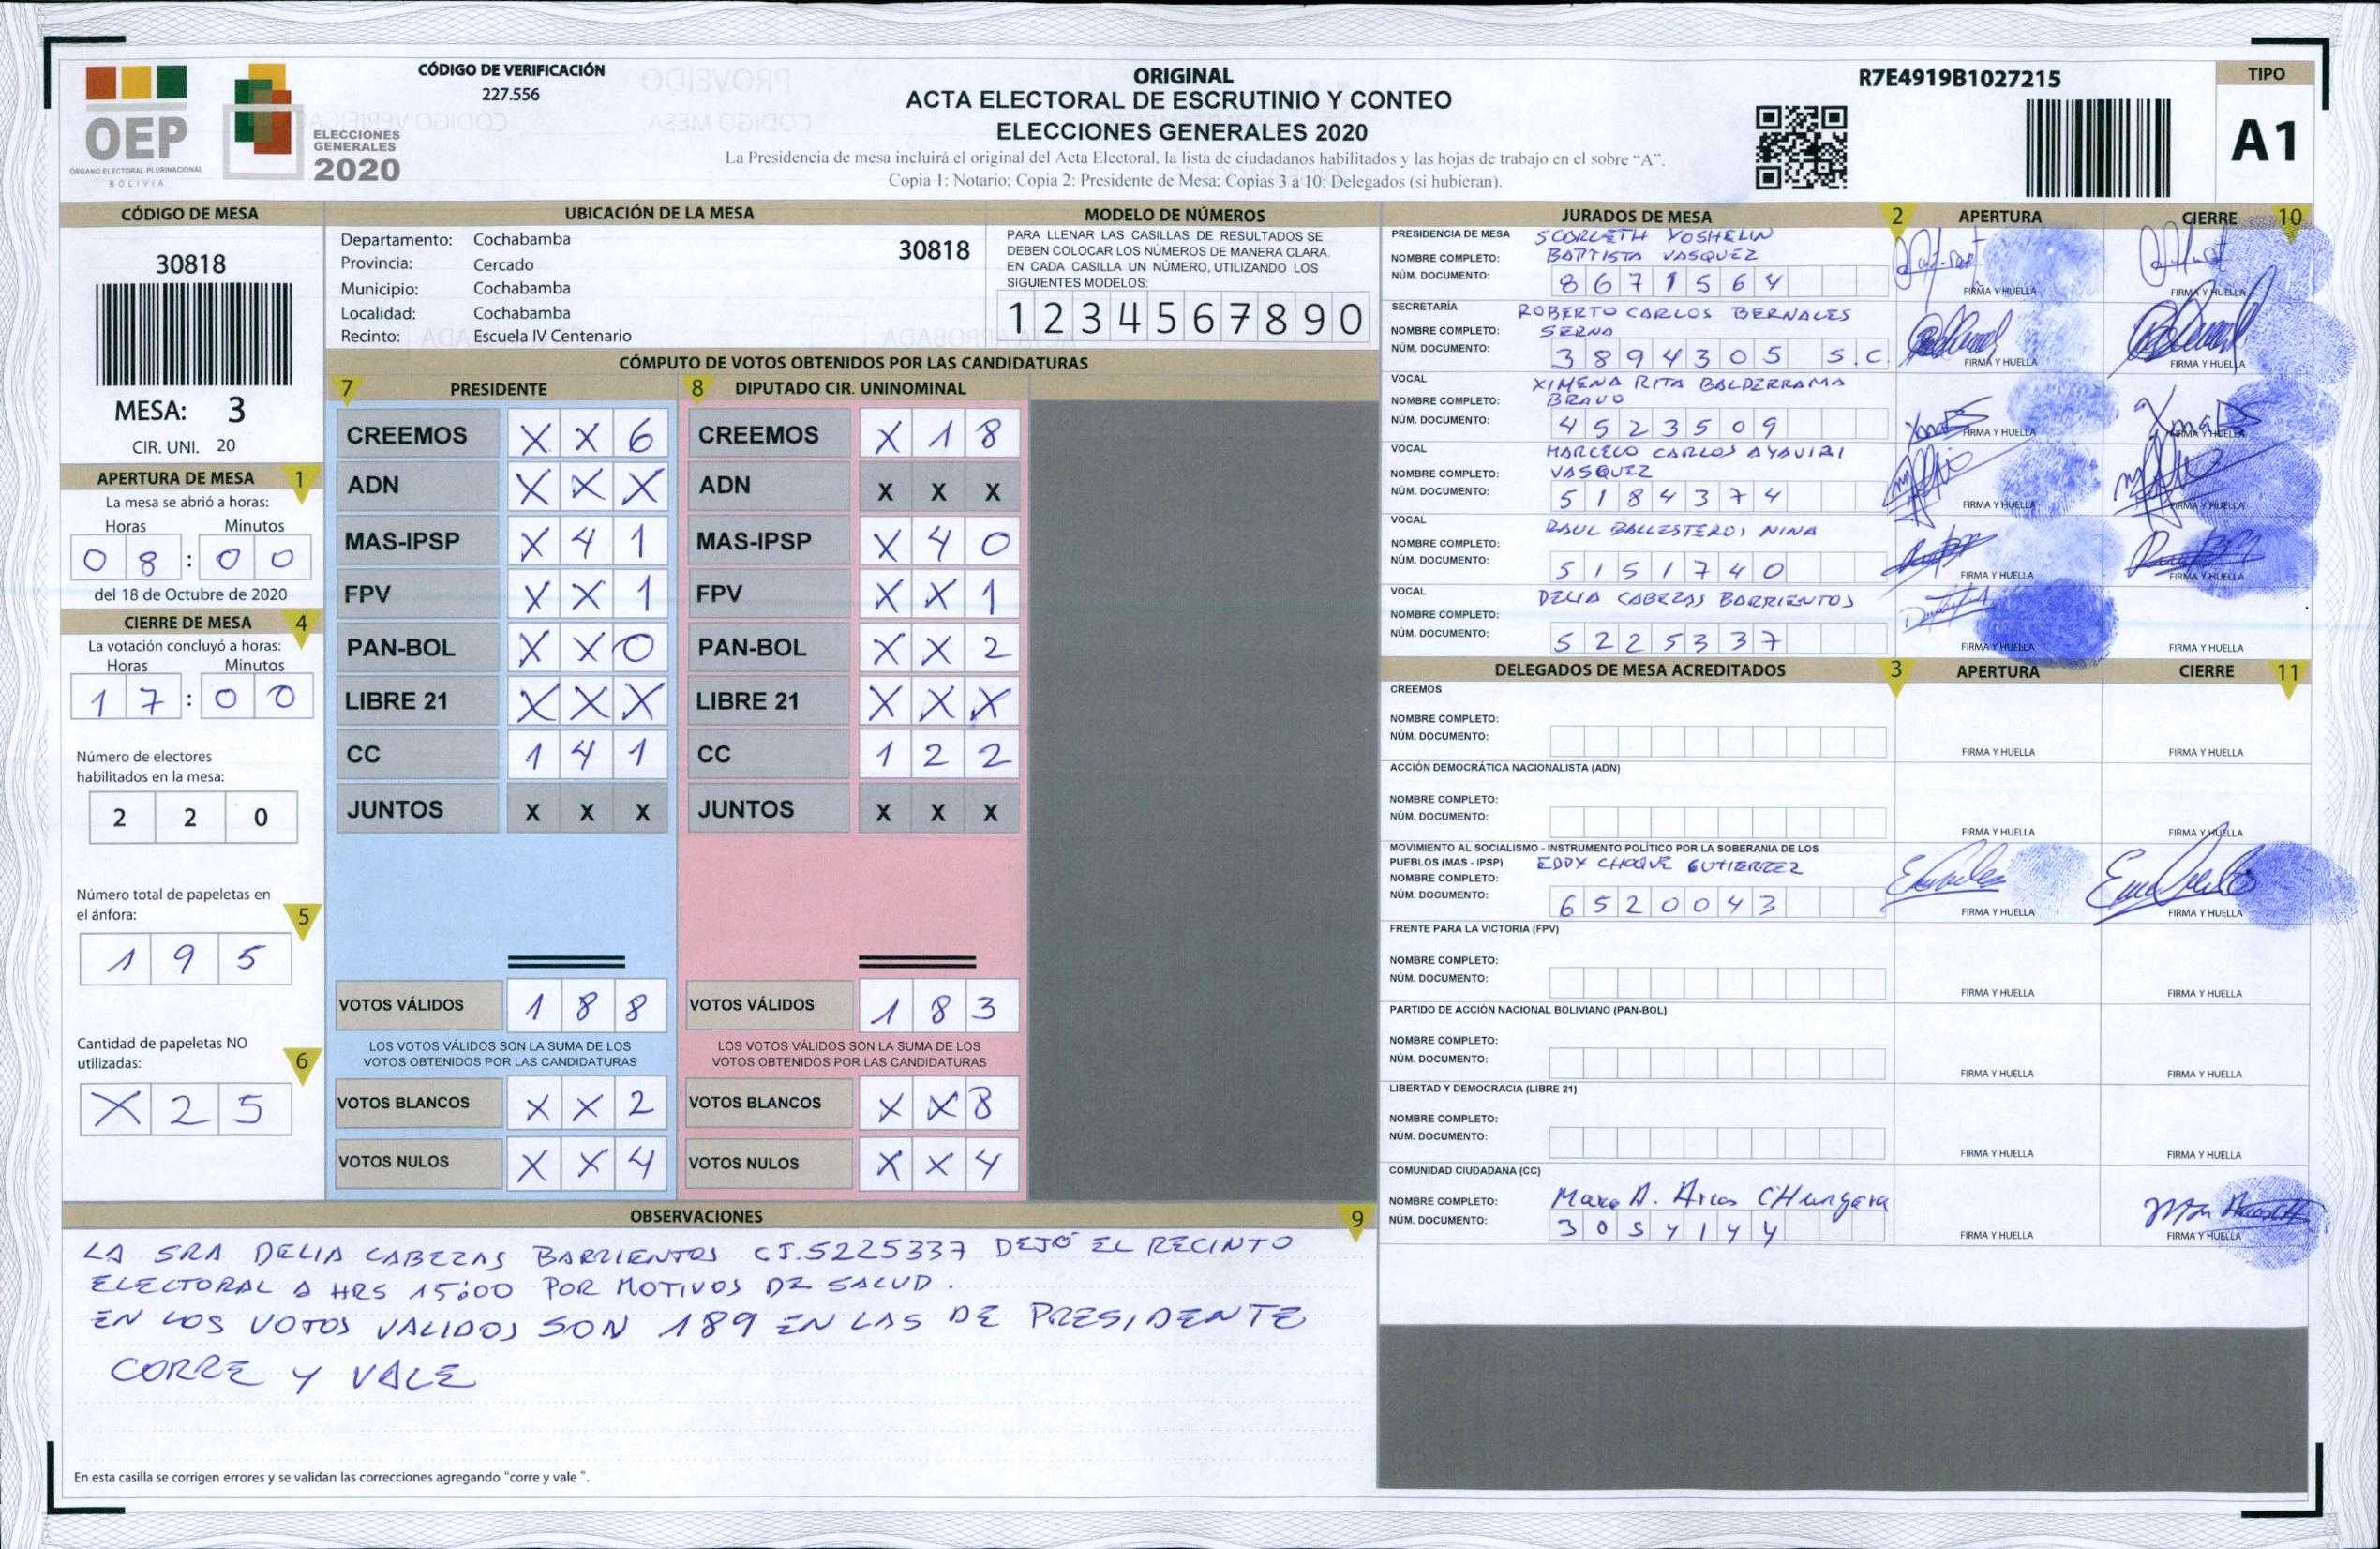 OEP
ÓRGANO ELECTORAL PLURINACIONAL
BOLIVIA
ELECCIONES
GENERALES
2020
CÓDIGO DE VERIFICACIÓN
227.556
ORIGINAL
ACTA ELECTORAL DE ESCRUTINIO Y CONTEO
ELECCIONES GENERALES 2020
La Presidencia de mesa incluirá el original del Acta Electoral, la lista de ciudadanos habilitados y las hojas de trabajo en el sobre “A”.
Copia 1: Notario; Copia 2: Presidente de Mesa; Copias 3 a 10: Delegados (si hubieran).
R7E4919B1027215
TIPO
A1
CÓDIGO DE MESA
30818
MESA: 3
CIR. UNI. 20
APERTURA DE MESA 1
La mesa se abrió a horas:
Horas Minutos
0 8 : 0 0
del 18 de Octubre de 2020
CIERRE DE MESA 4
La votación concluyó a horas:
Horas Minutos
1 7 : 0 0
Número de electores
habilitados en la mesa:
2 2 0
Número total de papeletas en
el ánfora: 5
1 9 5
Cantidad de papeletas NO
utilizadas: 6
X 2 5
UBICACIÓN DE LA MESA
Departamento: Cochabamba 30818
Provincia: Cercado
Municipio: Cochabamba
Localidad: Cochabamba
Recinto: Escuela IV Centenario
MODELO DE NÚMEROS
PARA LLENAR LAS CASILLAS DE RESULTADOS SE
DEBEN COLOCAR LOS NÚMEROS DE MANERA CLARA.
EN CADA CASILLA UN NÚMERO, UTILIZANDO LOS
SIGUIENTES MODELOS:
1 2 3 4 5 6 7 8 9 0
CÓMPUTO DE VOTOS OBTENIDOS POR LAS CANDIDATURAS
7 PRESIDENTE
CREEMOS X X 6
ADN X X X
MAS-IPSP X 4 1
FPV X X 1
PAN-BOL X X 0
LIBRE 21 X X X
CC 1 4 1
JUNTOS X X X
VOTOS VÁLIDOS 1 8 8
LOS VOTOS VÁLIDOS SON LA SUMA DE LOS
VOTOS OBTENIDOS POR LAS CANDIDATURAS
VOTOS BLANCOS X X 2
VOTOS NULOS X X 4
8 DIPUTADO CIR. UNINOMINAL
CREEMOS X 1 8
ADN X X X
MAS-IPSP X 4 0
FPV X X 1
PAN-BOL X X 2
LIBRE 21 X X X
CC 1 2 2
JUNTOS X X X
VOTOS VÁLIDOS 1 8 3
LOS VOTOS VÁLIDOS SON LA SUMA DE LOS
VOTOS OBTENIDOS POR LAS CANDIDATURAS
VOTOS BLANCOS X X 8
VOTOS NULOS X X 4
OBSERVACIONES 9
LA SRA DELIA CABEZAS BARRIENTOS CI.5225337 DEJÓ EL RECINTO
ELECTORAL A HRS 15:00 POR MOTIVOS DE SALUD.
EN LOS VOTOS VALIDOS SON 189 EN LAS DE PRESIDENTE
CORRE Y VALE
En esta casilla se corrigen errores y se validan las correcciones agregando “corre y vale ”.
JURADOS DE MESA 2 APERTURA CIERRE 10
PRESIDENCIA DE MESA SCORLETH YOSHELIN
NOMBRE COMPLETO: BAPTISTA VASQUEZ
NÚM. DOCUMENTO: 8 6 7 1 5 6 4
FIRMA Y HUELLA FIRMA Y HUELLA
SECRETARÍA ROBERTO CARLOS BERNALES
NOMBRE COMPLETO: SERNA
NÚM. DOCUMENTO: 3 8 9 4 3 0 5 S.C.
FIRMA Y HUELLA FIRMA Y HUELLA
VOCAL XIMENA RITA BALDERRAMA
NOMBRE COMPLETO: BRAVO
NÚM. DOCUMENTO: 4 5 2 3 5 0 9
FIRMA Y HUELLA FIRMA Y HUELLA
VOCAL MARCELO CARLOS AYAVIRI
NOMBRE COMPLETO: VASQUEZ
NÚM. DOCUMENTO: 5 1 8 4 3 7 4
FIRMA Y HUELLA FIRMA Y HUELLA
VOCAL RAUL BALLESTEROS NINA
NOMBRE COMPLETO:
NÚM. DOCUMENTO: 5 1 5 1 7 4 0
FIRMA Y HUELLA FIRMA Y HUELLA
VOCAL DELIA CABEZAS BARRIENTOS
NOMBRE COMPLETO:
NÚM. DOCUMENTO: 5 2 2 5 3 3 7
FIRMA Y HUELLA FIRMA Y HUELLA
DELEGADOS DE MESA ACREDITADOS 3 APERTURA CIERRE 11
CREEMOS
NOMBRE COMPLETO:
NÚM. DOCUMENTO:
FIRMA Y HUELLA FIRMA Y HUELLA
ACCIÓN DEMOCRÁTICA NACIONALISTA (ADN)
NOMBRE COMPLETO:
NÚM. DOCUMENTO:
FIRMA Y HUELLA FIRMA Y HUELLA
MOVIMIENTO AL SOCIALISMO - INSTRUMENTO POLÍTICO POR LA SOBERANIA DE LOS
PUEBLOS (MAS - IPSP) EDDY CHOQUE GUTIERREZ
NOMBRE COMPLETO:
NÚM. DOCUMENTO: 6 5 2 0 0 4 3
FIRMA Y HUELLA FIRMA Y HUELLA
FRENTE PARA LA VICTORIA (FPV)
NOMBRE COMPLETO:
NÚM. DOCUMENTO:
FIRMA Y HUELLA FIRMA Y HUELLA
PARTIDO DE ACCIÓN NACIONAL BOLIVIANO (PAN-BOL)
NOMBRE COMPLETO:
NÚM. DOCUMENTO:
FIRMA Y HUELLA FIRMA Y HUELLA
LIBERTAD Y DEMOCRACIA (LIBRE 21)
NOMBRE COMPLETO:
NÚM. DOCUMENTO:
FIRMA Y HUELLA FIRMA Y HUELLA
COMUNIDAD CIUDADANA (CC)
NOMBRE COMPLETO: Marco A. Arcos
NÚM. DOCUMENTO: 3 0 5 4 1 4 4
FIRMA Y HUELLA FIRMA Y HUELLA